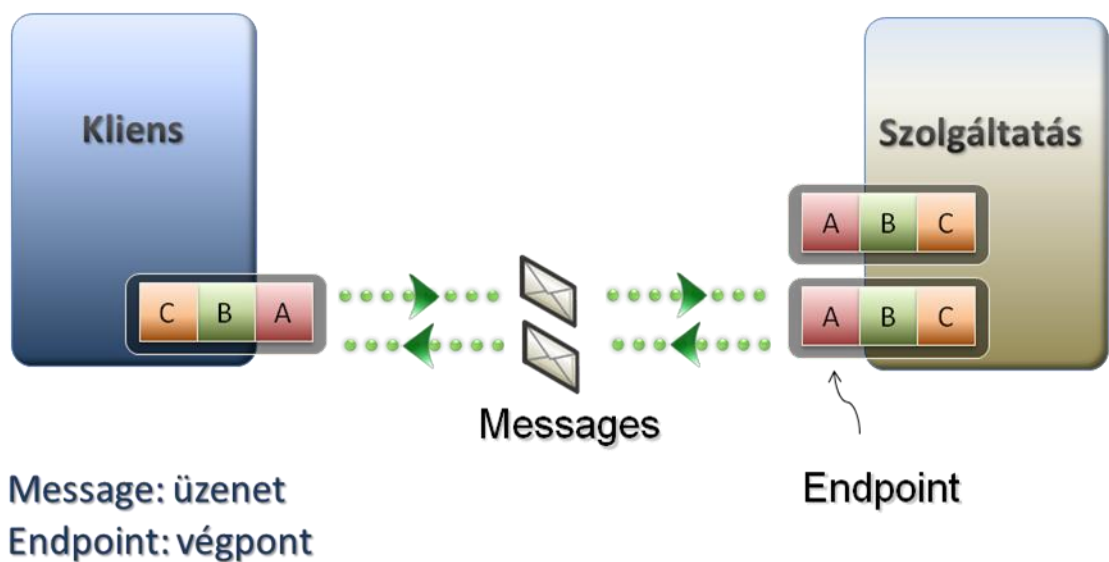 Kliens
Szolgáltatás
A B C
C B A
A B C
Messages
Endpoint
Message: üzenet
Endpoint: végpont